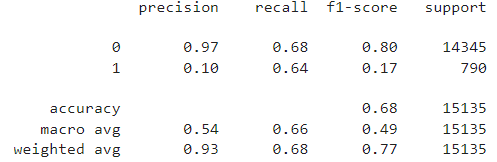 precision recall f1-score support
0 0.97 0.68 0.80 14345
1 0.10 0.64 0.17 790
accuracy 0.68 15135
macro avg 0.54 0.66 0.49 15135
weighted avg 0.93 0.68 0.77 15135